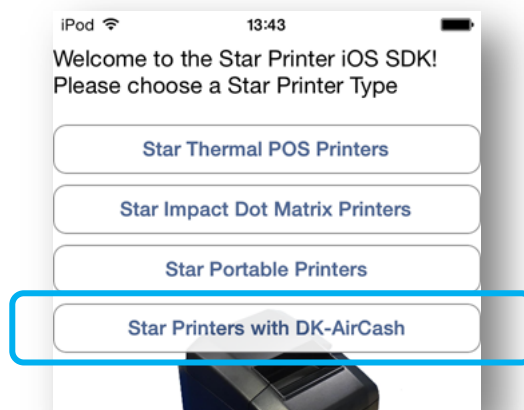 iPod 13:43
Welcome to the Star Printer iOS SDK!
Please choose a Star Printer Type
Star Thermal POS Printers
Star Impact Dot Matrix Printers
Star Portable Printers
Star Printers with DK-AirCash